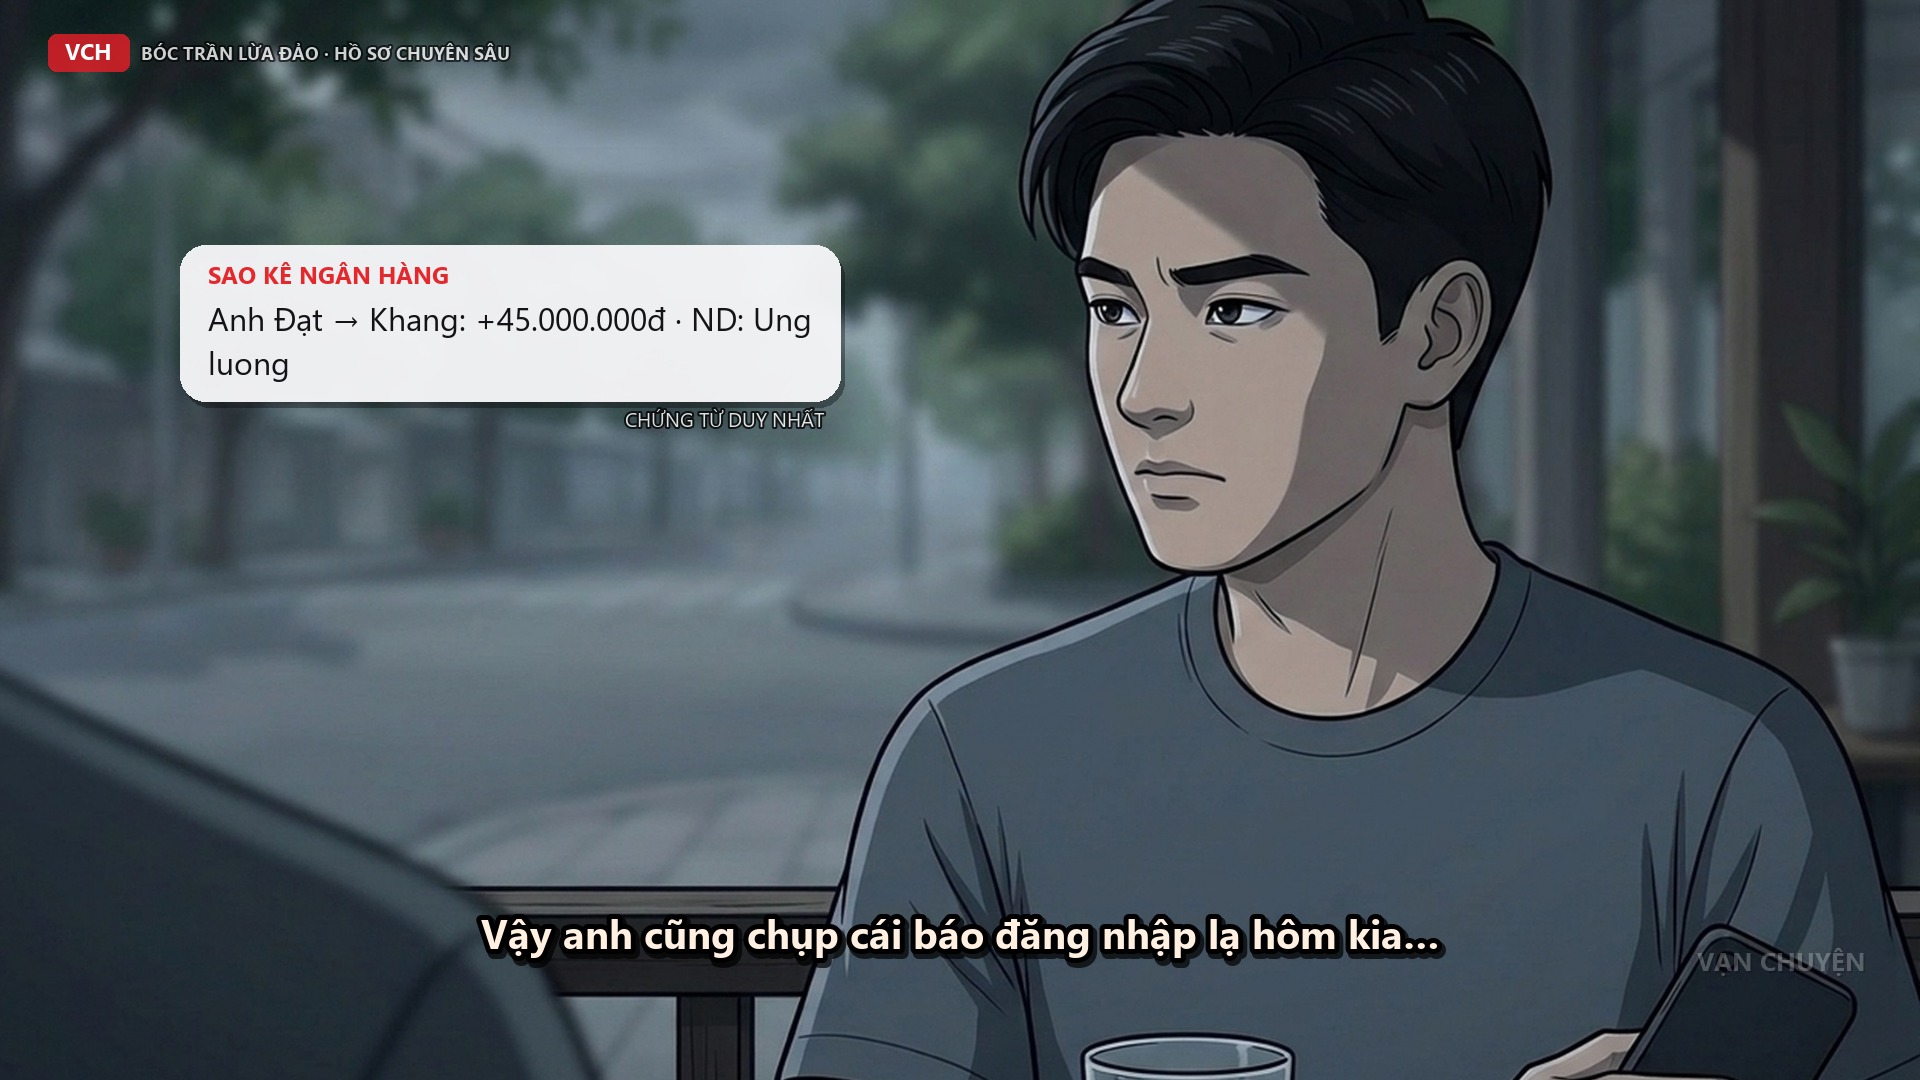 VCH BÓC TRẦN LỪA ĐẢO · HỒ SƠ CHUYÊN SÂU
SAO KÊ NGÂN HÀNG
Anh Đạt → Khang: +45.000.000đ · ND: Ung
luong
CHỨNG TỪ DUY NHẤT
Vậy anh cũng chụp cái báo đăng nhập lạ hôm kia...
VẠN CHUYỆN